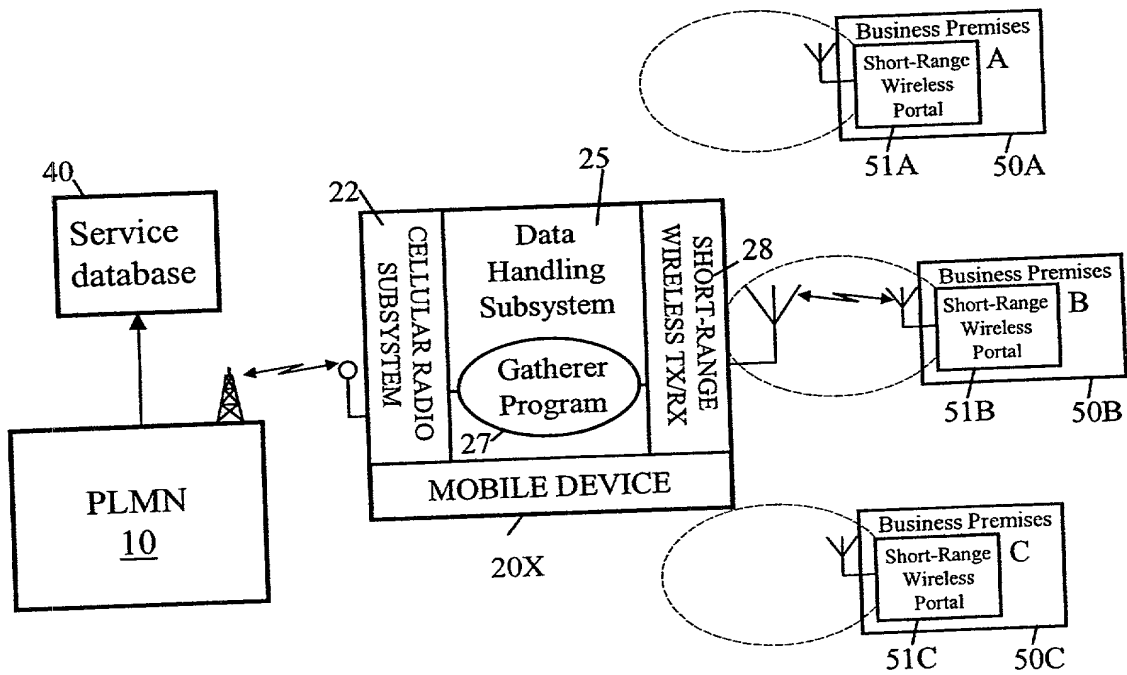 Business Premises
Short-Range
Wireless
Portal
A
51A
50A
40
Service
database
22
25
CELLULAR RADIO
SUBSYSTEM
Data
Handling
Subsystem
SHORT-RANGE
WIRELESS TX/RX
28
Gatherer
Program
27
MOBILE DEVICE
20X
PLMN
10
Business Premises
Short-Range
Wireless
Portal
B
51B
50B
Business Premises
Short-Range
Wireless
Portal
C
51C
50C